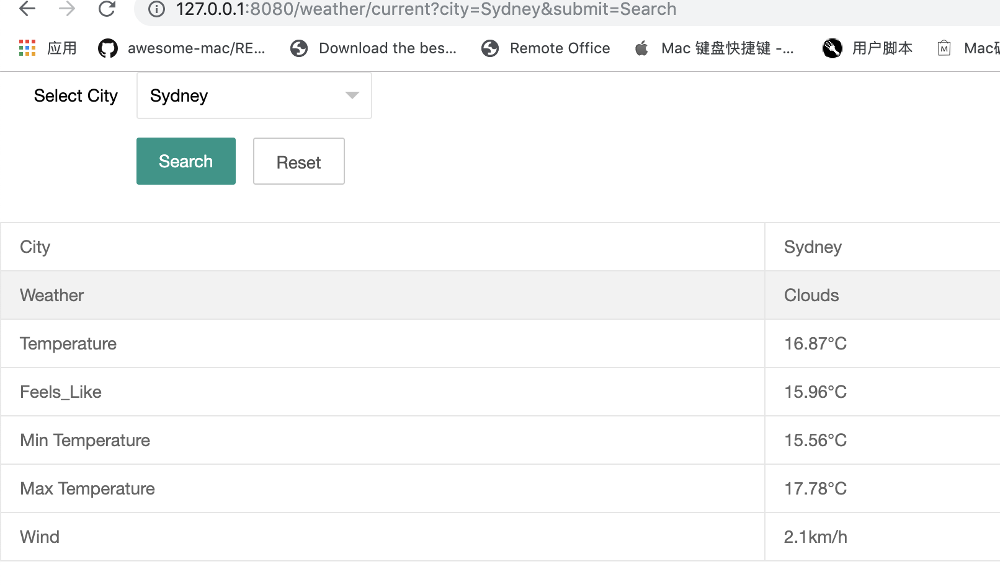 127.0.0.1:8080/weather/current?city=Sydney&submit=Search
应用 awesome-mac/RE... Download the bes... Remote Office Mac 键盘快捷键 -... 用户脚本 Mac
Select City Sydney
Search Reset
City Sydney
Weather Clouds
Temperature 16.87°C
Feels_Like 15.96°C
Min Temperature 15.56°C
Max Temperature 17.78°C
Wind 2.1km/h